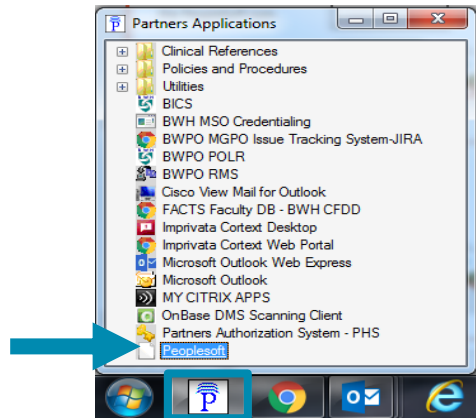 Partners Applications
Clinical References
Policies and Procedures
Utilities
BICS
BWH MSO Credentialing
BWPO MGPO Issue Tracking System-JIRA
BWPO POLR
BWPO RMS
Cisco View Mail for Outlook
FACTS Faculty DB - BWH CFDD
Imprivata Cortext Desktop
Imprivata Cortext Web Portal
Microsoft Outlook Web Express
Microsoft Outlook
MY CITRIX APPS
OnBase DMS Scanning Client
Partners Authorization System - PHS
Peoplesoft